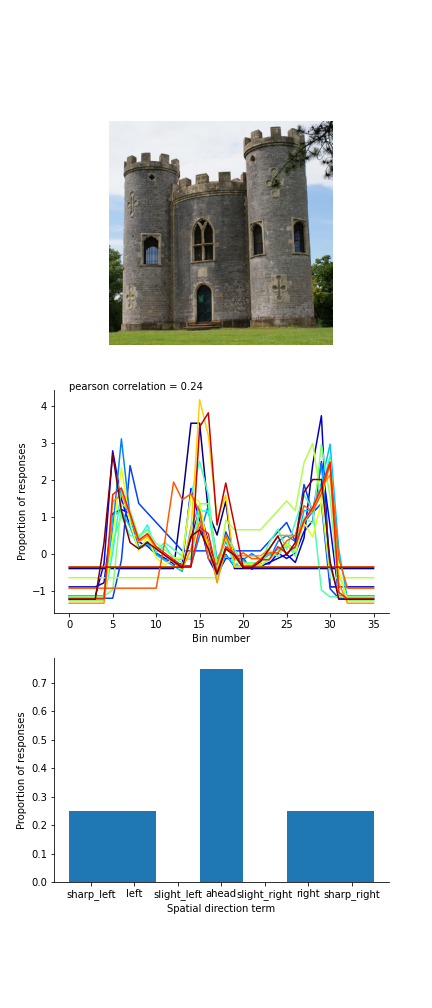 pearson correlation = 0.24
4
3
2
1
0
−1
Proportion of responses
0 5 10 15 20 25 30 35
Bin number
0.7
0.6
0.5
0.4
0.3
0.2
0.1
0.0
Proportion of responses
sharp_left left slight_left ahead slight_right right sharp_right
Spatial direction term